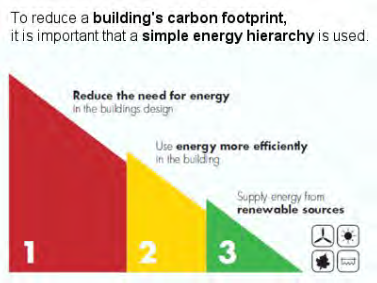 To reduce a building's carbon footprint,
it is important that a simple energy hierarchy is used.
Reduce the need for energy
in the buildings design
Use energy more efficiently
in the building
Supply energy from
renewable sources
1 2 3